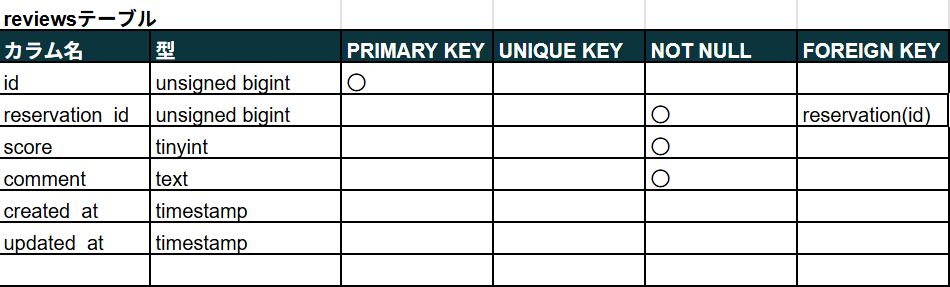 reviewsテーブル
カラム名 型 PRIMARY KEY UNIQUE KEY NOT NULL FOREIGN KEY
id unsigned bigint ○
reservation_id unsigned bigint ○ reservation(id)
score tinyint ○
comment text ○
created_at timestamp
updated_at timestamp